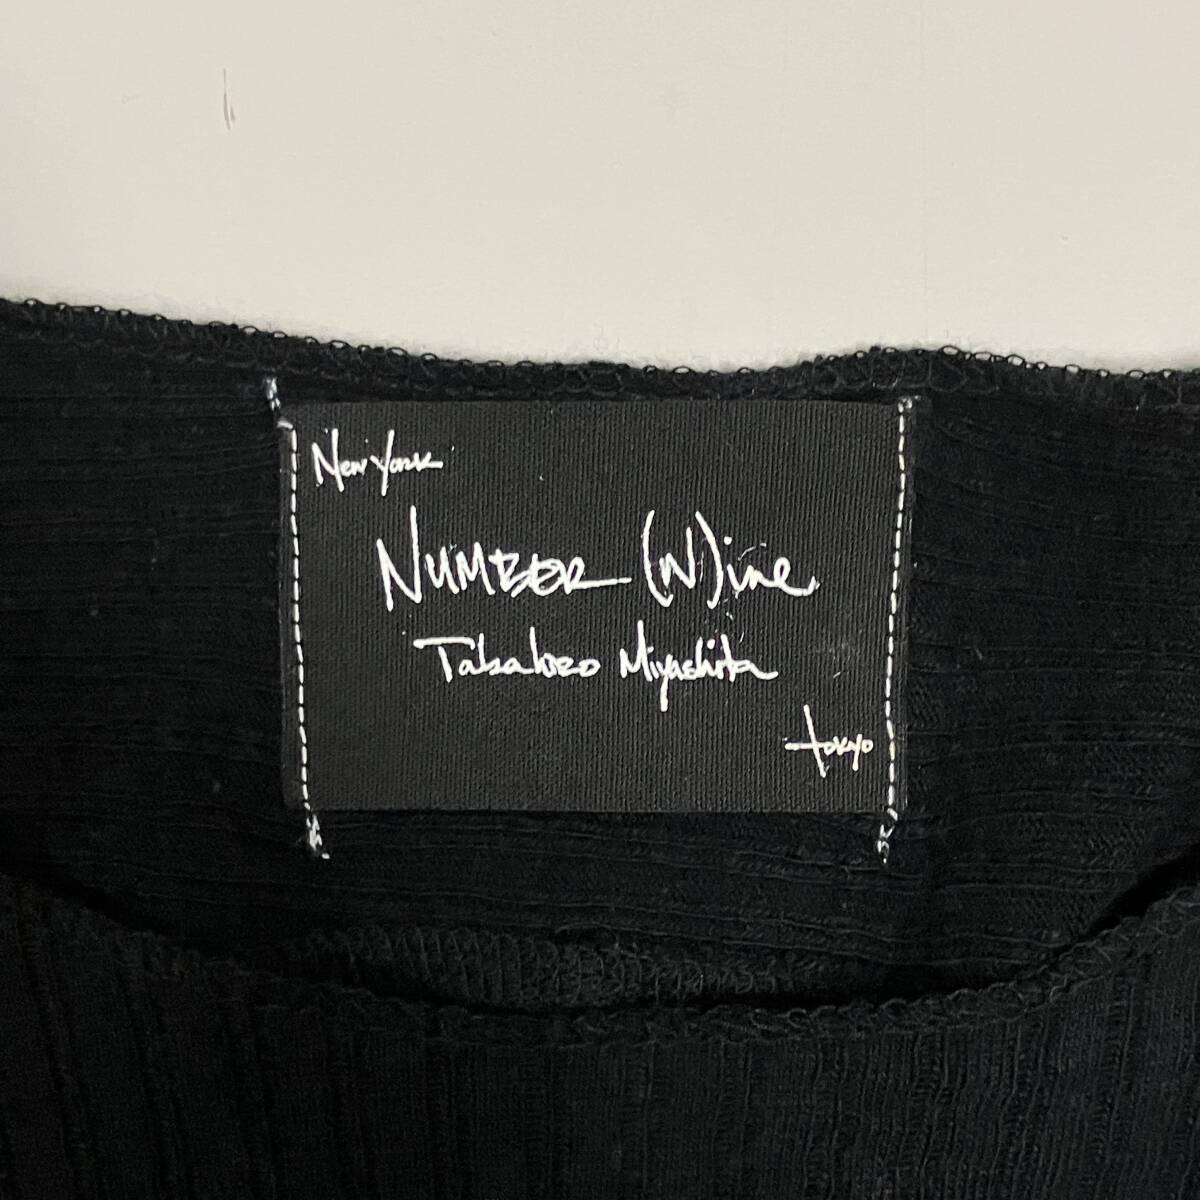 New York
NUMBER (N)ine
Takahiro Miyashita
tokyo